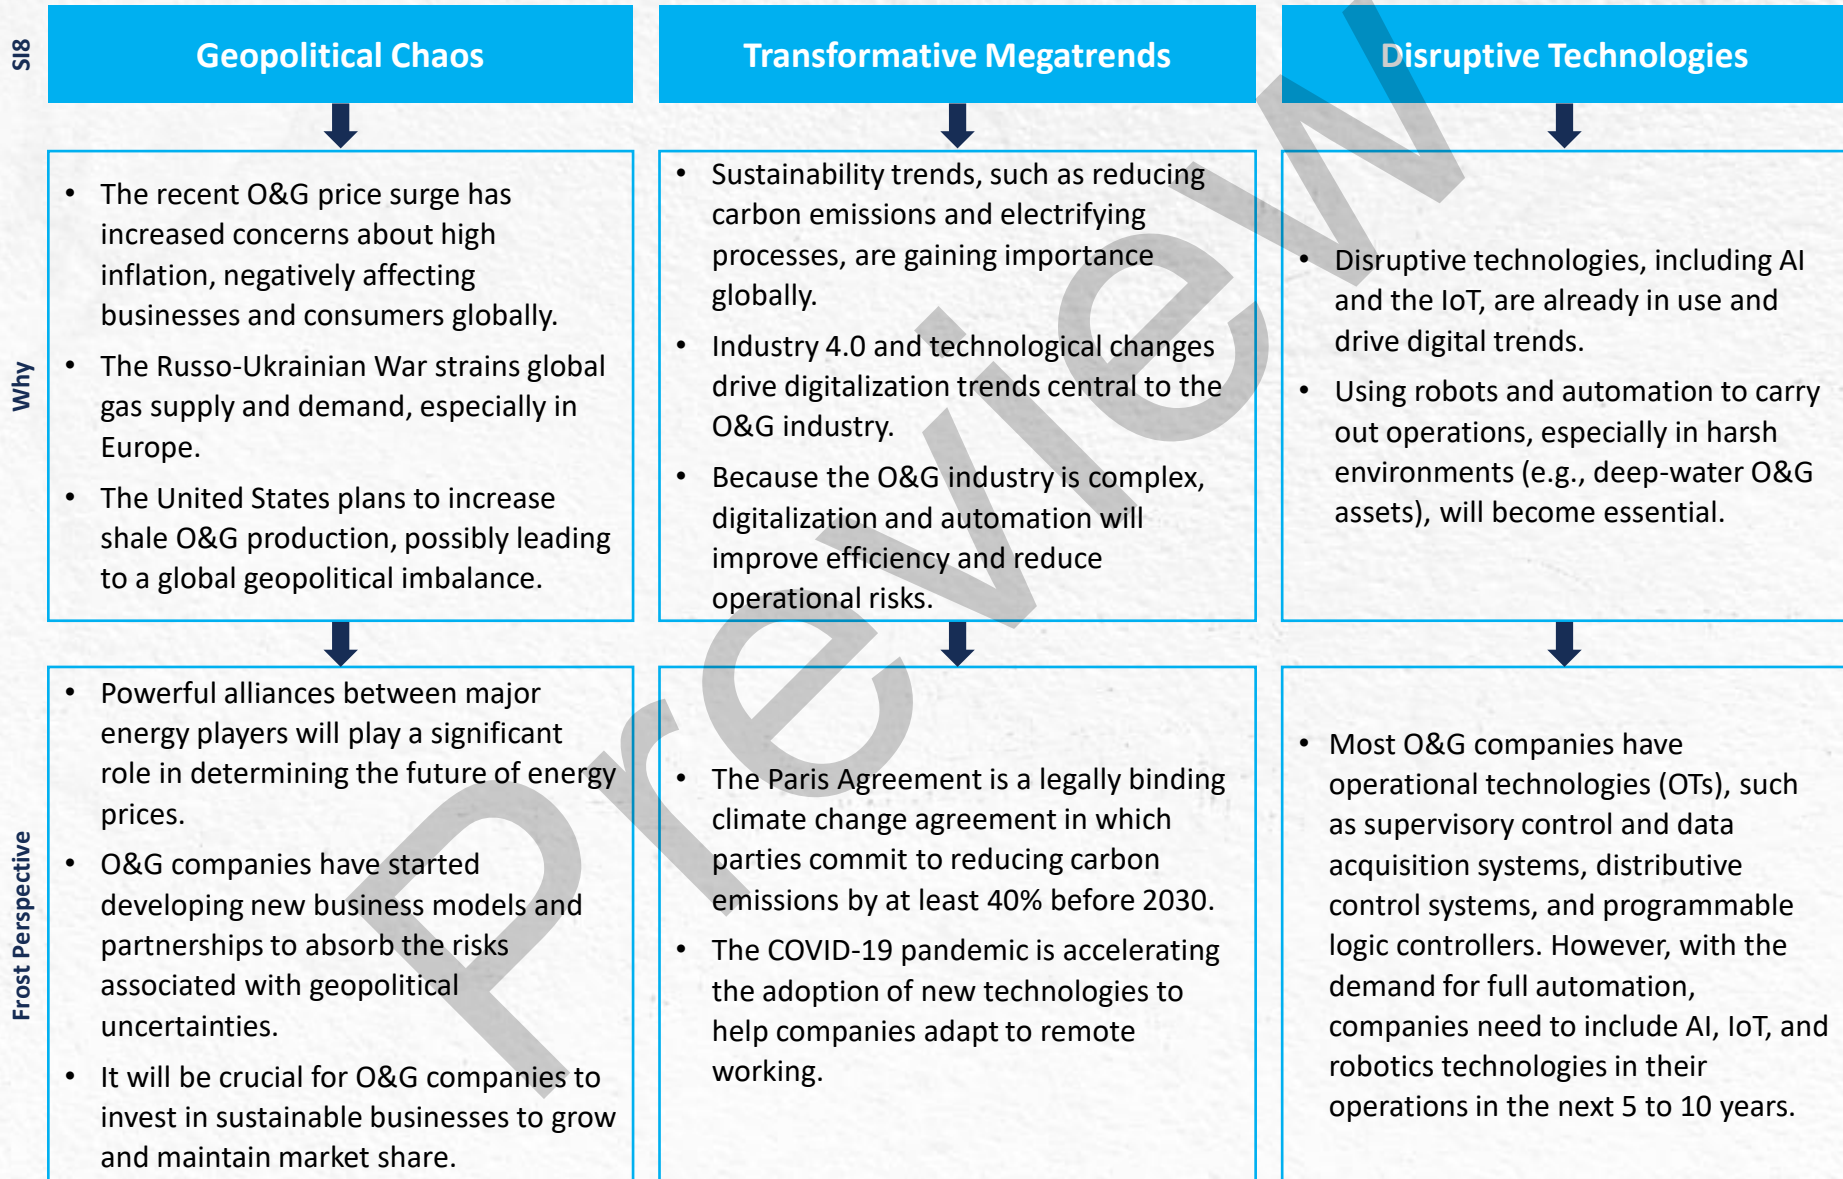 SI8
Geopolitical Chaos
Transformative Megatrends
Disruptive Technologies
Why
• The recent O&G price surge has
increased concerns about high
inflation, negatively affecting
businesses and consumers globally.
• The Russo-Ukrainian War strains global
gas supply and demand, especially in
Europe.
• The United States plans to increase
shale O&G production, possibly leading
to a global geopolitical imbalance.
• Sustainability trends, such as reducing
carbon emissions and electrifying
processes, are gaining importance
globally.
• Industry 4.0 and technological changes
drive digitalization trends central to the
O&G industry.
• Because the O&G industry is complex,
digitalization and automation will
improve efficiency and reduce
operational risks.
• Disruptive technologies, including AI
and the IoT, are already in use and
drive digital trends.
• Using robots and automation to carry
out operations, especially in harsh
environments (e.g., deep-water O&G
assets), will become essential.
Frost Perspective
• Powerful alliances between major
energy players will play a significant
role in determining the future of energy
prices.
• O&G companies have started
developing new business models and
partnerships to absorb the risks
associated with geopolitical
uncertainties.
• It will be crucial for O&G companies to
invest in sustainable businesses to grow
and maintain market share.
• The Paris Agreement is a legally binding
climate change agreement in which
parties commit to reducing carbon
emissions by at least 40% before 2030.
• The COVID-19 pandemic is accelerating
the adoption of new technologies to
help companies adapt to remote
working.
• Most O&G companies have
operational technologies (OTs), such
as supervisory control and data
acquisition systems, distributive
control systems, and programmable
logic controllers. However, with the
demand for full automation,
companies need to include AI, IoT, and
robotics technologies in their
operations in the next 5 to 10 years.
Preview